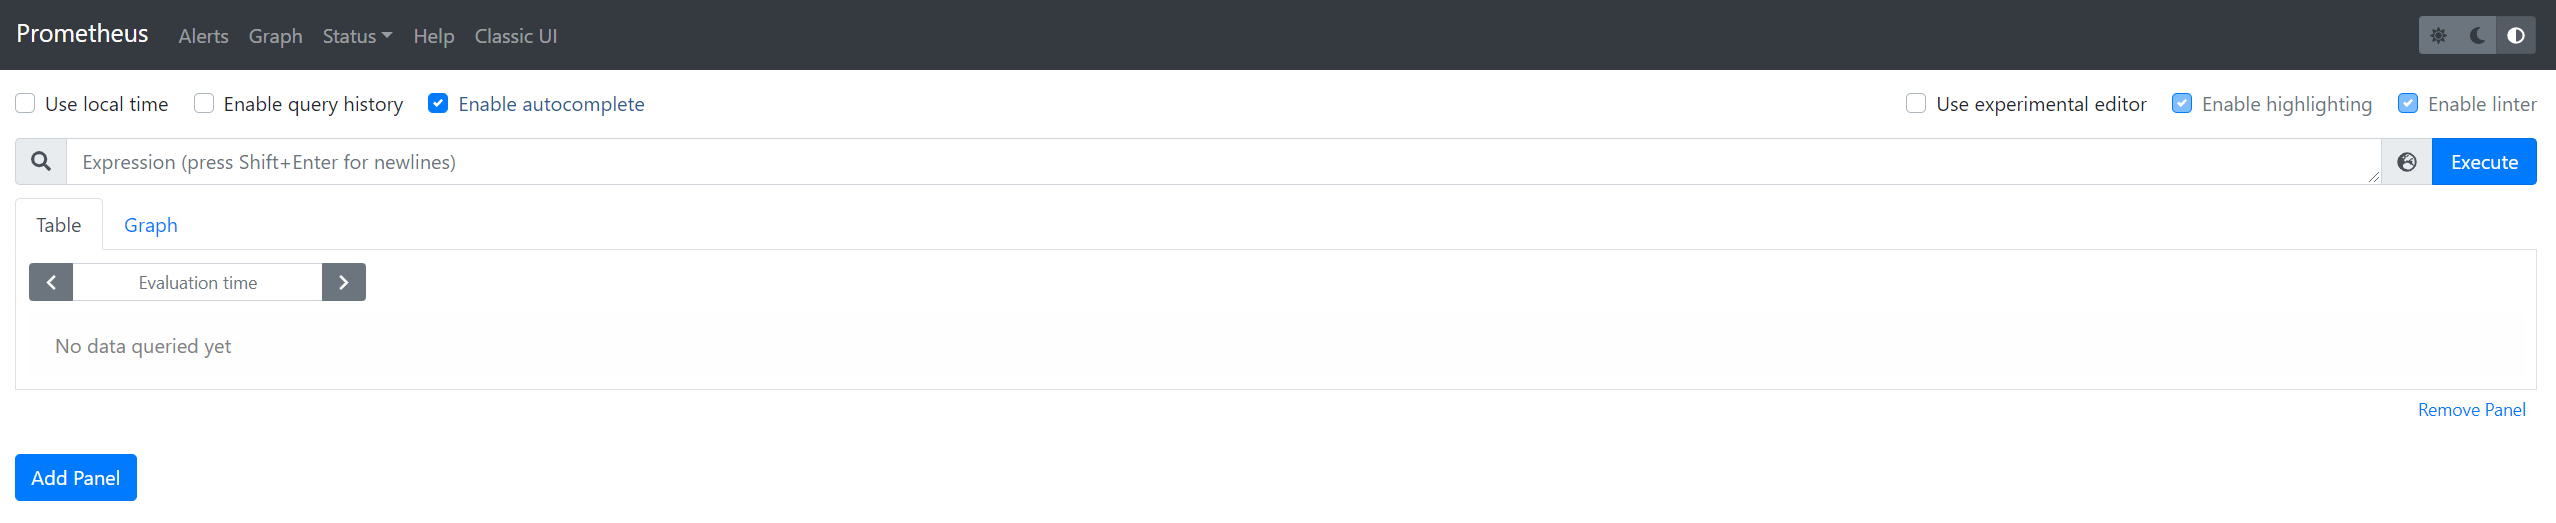 Prometheus Alerts Graph Status Help Classic UI
Use local time Enable query history Enable autocomplete Use experimental editor Enable highlighting Enable linter
Expression (press Shift+Enter for newlines) Execute
Table Graph
Evaluation time
No data queried yet
Remove Panel
Add Panel